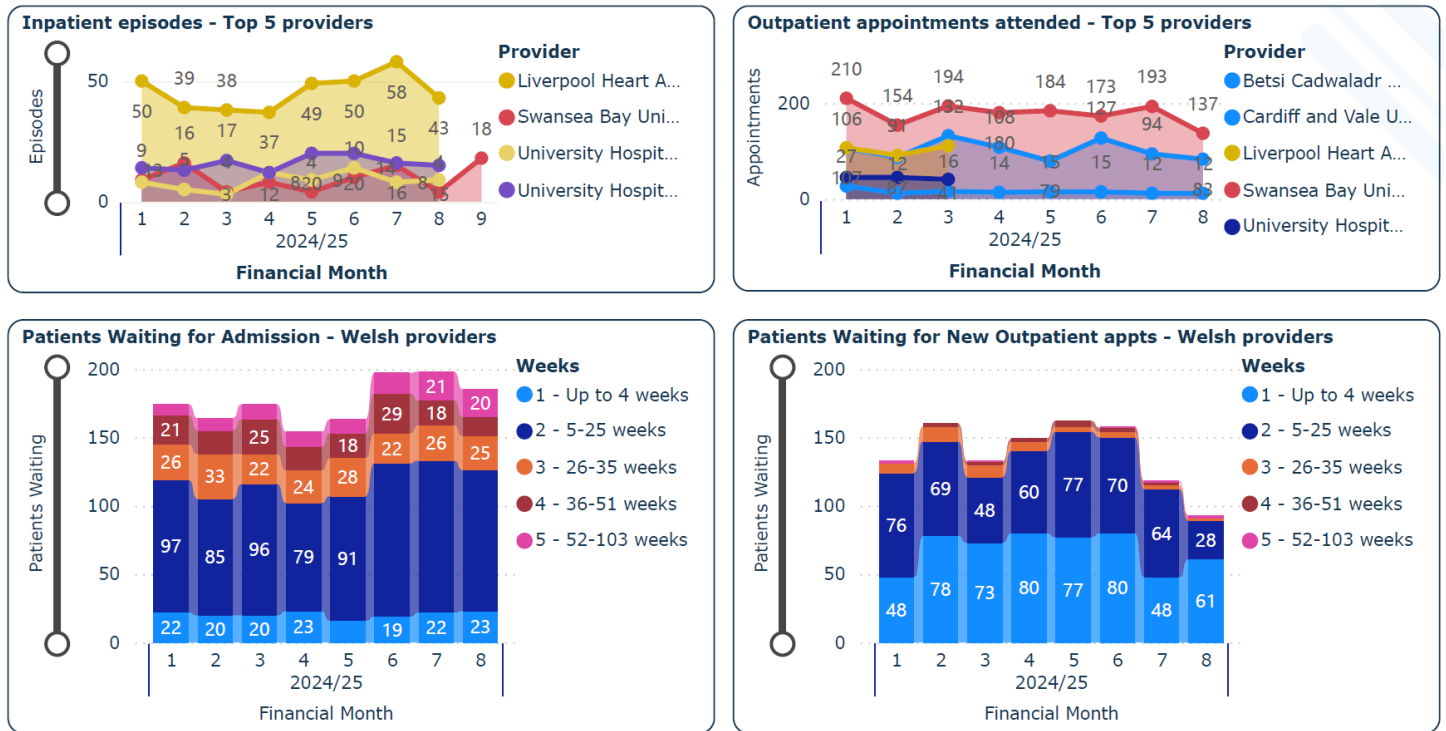 Inpatient episodes - Top 5 providers
Episodes
50
0
50 39 38 37 49 50 58 43
9 16 17 15 18
13 5 3 12 4 10 20 16 8 15
1 2 3 4 5 6 7 8 9
2024/25
Financial Month
Provider
Liverpool Heart A...
Swansea Bay Uni...
University Hospit...
University Hospit...
Outpatient appointments attended - Top 5 providers
Appointments
200
0
210 154 194 184 173 193 137
106 91 132 108 127 94
180
27 12 16 14 15 15 12 12
107 87 79 83
1 2 3 4 5 6 7 8
2024/25
Financial Month
Provider
Betsi Cadwaladr ...
Cardiff and Vale U...
Liverpool Heart A...
Swansea Bay Uni...
University Hospit...
Patients Waiting for Admission - Welsh providers
Patients Waiting
200
150
100
50
0
21 20
21 25 18 29 18
26 33 22 24 28 22 26 25
97 85 96 79 91
22 20 20 23 19 22 23
1 2 3 4 5 6 7 8
2024/25
Financial Month
Weeks
1 - Up to 4 weeks
2 - 5-25 weeks
3 - 26-35 weeks
4 - 36-51 weeks
5 - 52-103 weeks
Patients Waiting for New Outpatient appts - Welsh providers
Patients Waiting
200
150
100
50
0
76 69 48 60 77 70 64 28
48 78 73 80 77 80 48 61
1 2 3 4 5 6 7 8
2024/25
Financial Month
Weeks
1 - Up to 4 weeks
2 - 5-25 weeks
3 - 26-35 weeks
4 - 36-51 weeks
5 - 52-103 weeks